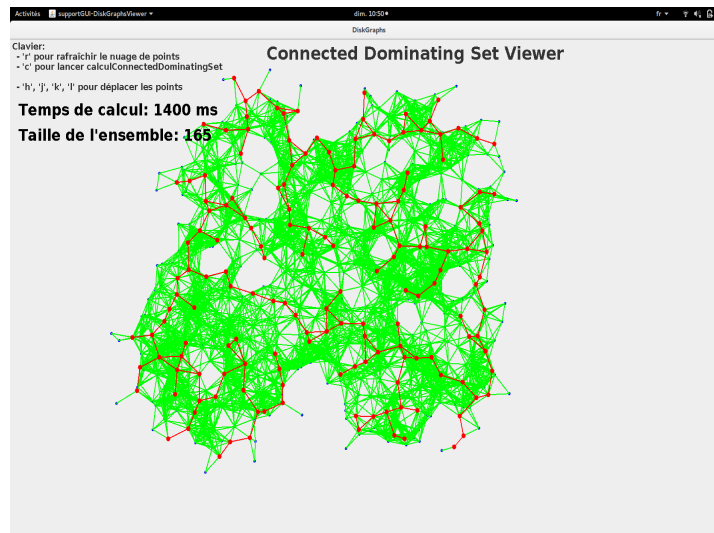 Activités supportGUI-DiskGraphsViewer dim. 10:50 fr
DiskGraphs
Clavier:
- 'r' pour rafraîchir le nuage de points
- 'c' pour lancer calculConnectedDominatingSet
- 'h', 'j', 'k', 'l' pour déplacer les points
Connected Dominating Set Viewer
Temps de calcul: 1400 ms
Taille de l'ensemble: 165